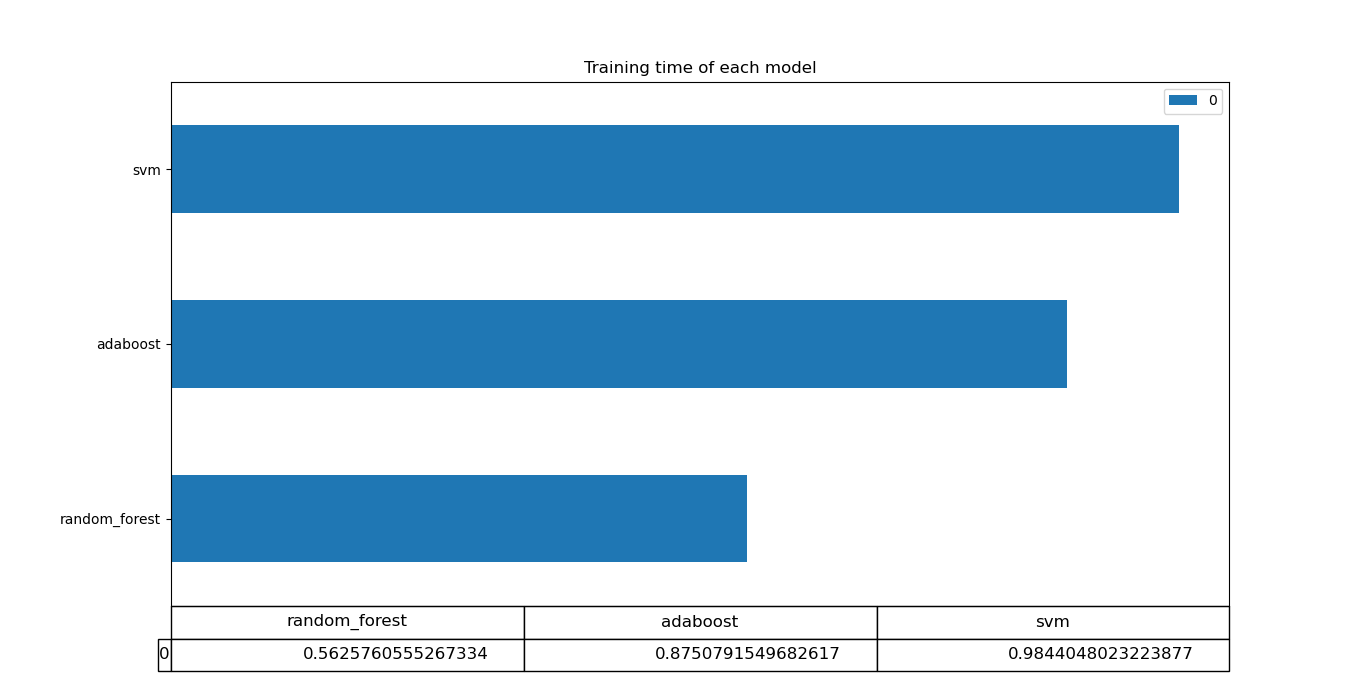 Training time of each model
0
svm
adaboost
random_forest
random_forest adaboost svm
0 0.5625760555267334 0.8750791549682617 0.9844048023223877